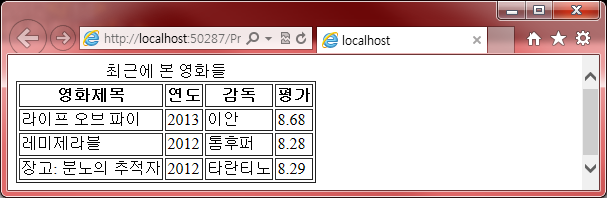 http://localhost:50287/Pr
localhost
최근에 본 영화들
영화제목 연도 감독 평가
라이프 오브 파이 2013 이안 8.68
레미제라블 2012 톰후퍼 8.28
장고: 분노의 추적자 2012 타란티노 8.29